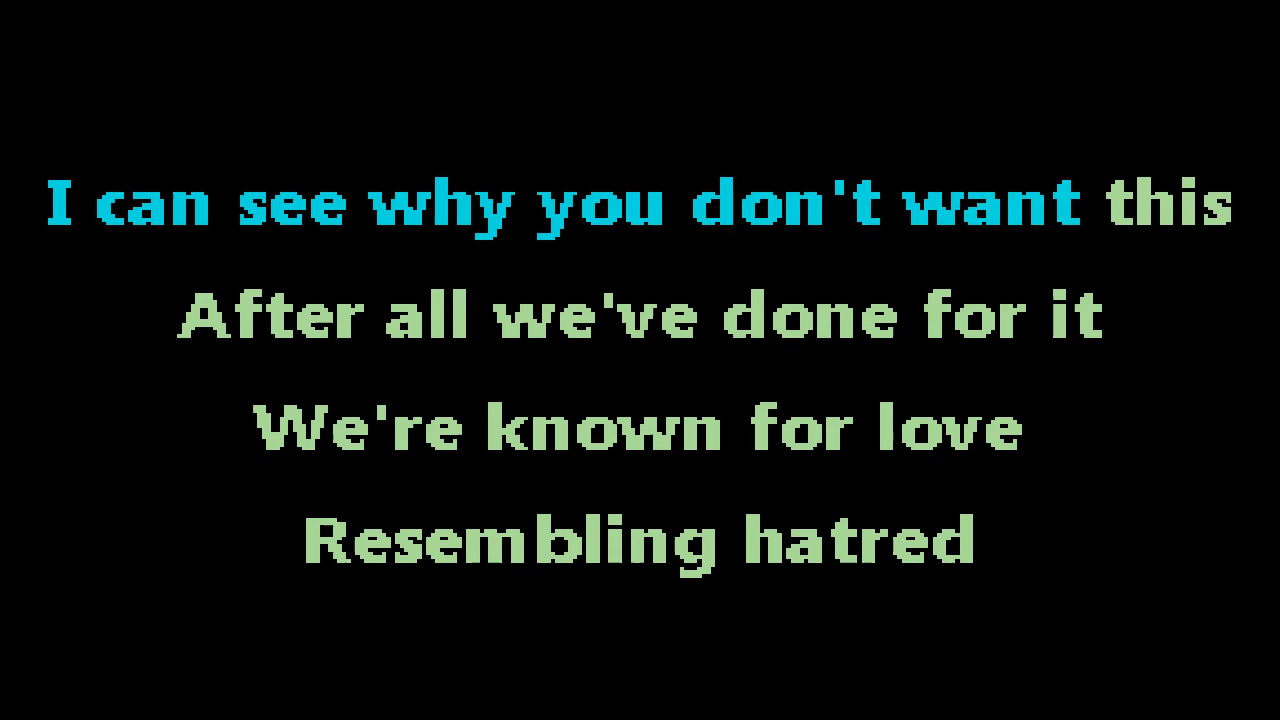 I can see why you don't want this
After all we've done for it
We're known for love
Resembling hatred